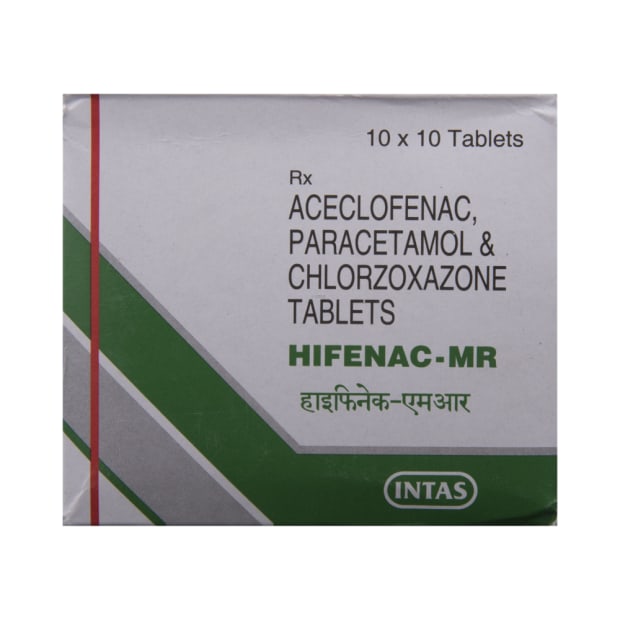 10 x 10 Tablets
Rx
ACECLOFENAC,
PARACETAMOL &
CHLORZOXAZONE
TABLETS
HIFENAC-MR
हाइफिनेक-एमआर
INTAS